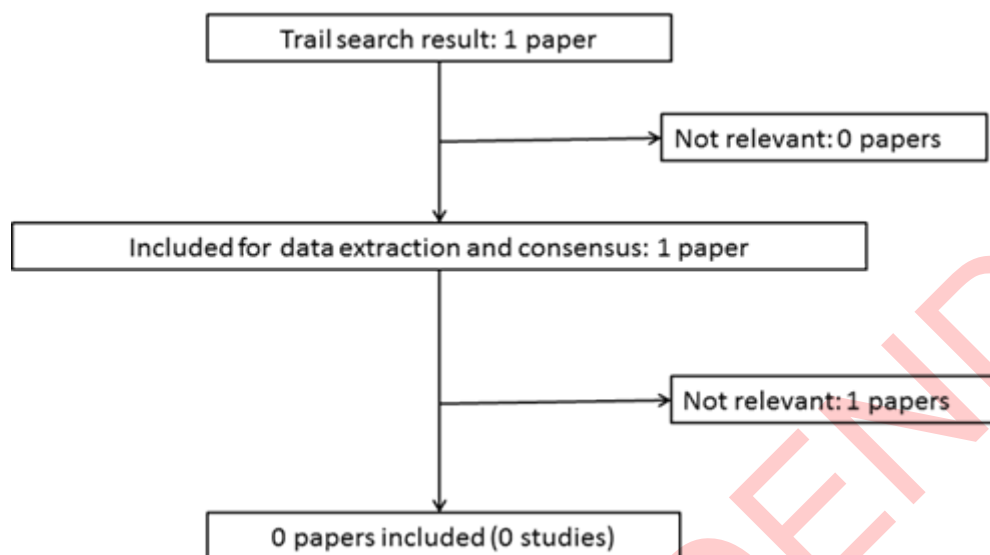 Trail search result: 1 paper
Not relevant: 0 papers
Included for data extraction and consensus: 1 paper
Not relevant: 1 papers
0 papers included (0 studies)